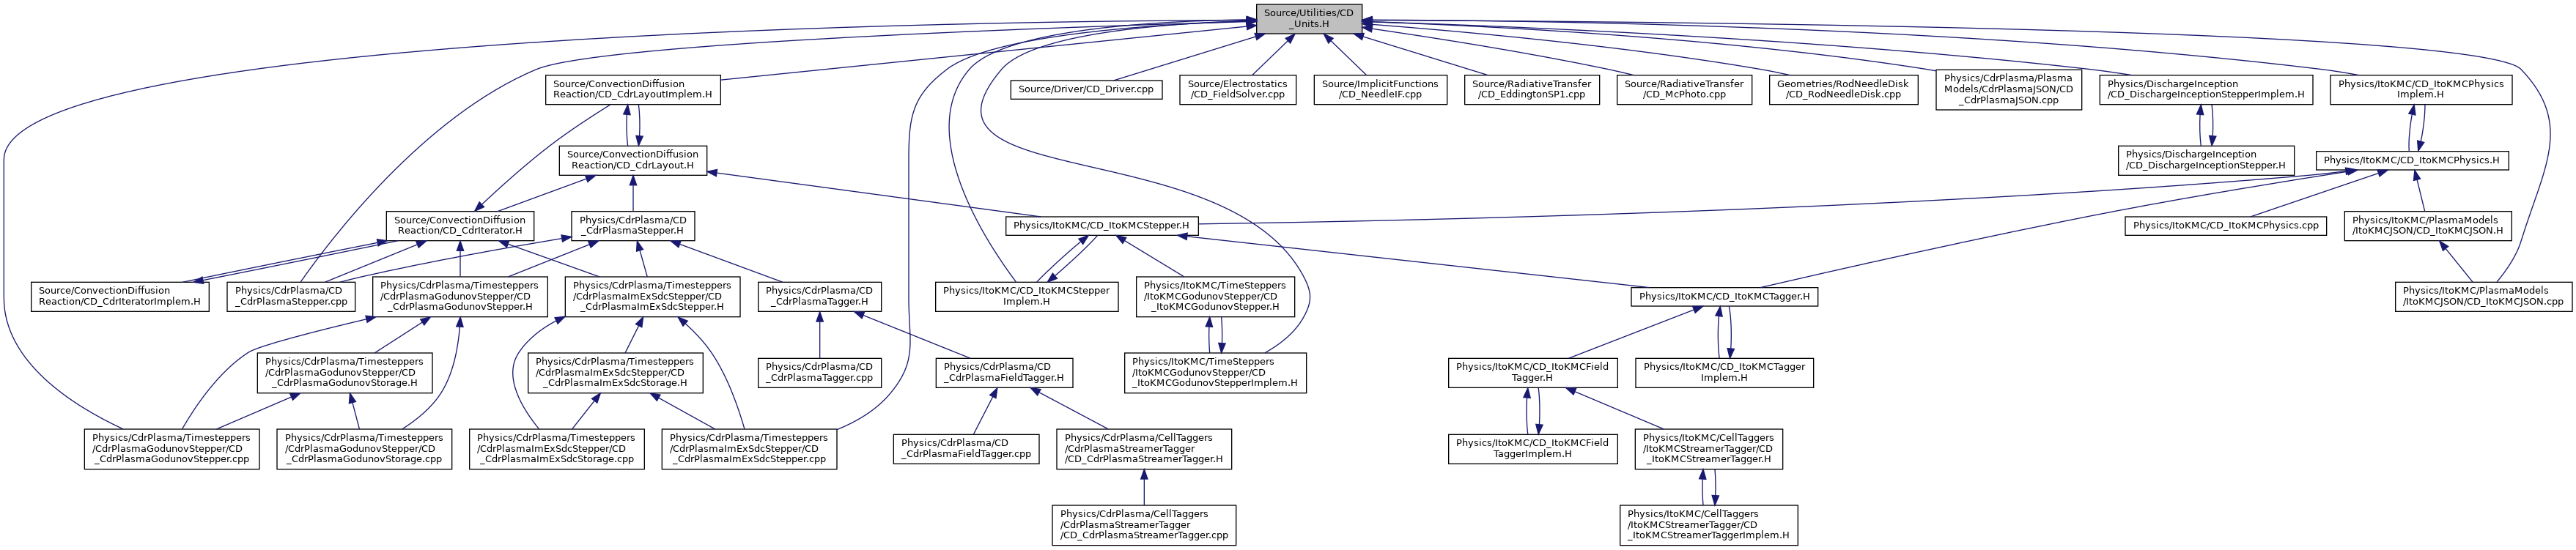 Source/Utilities/CD
_Units.H
Source/ConvectionDiffusion
Reaction/CD_CdrLayoutImplem.H
Source/Driver/CD_Driver.cpp
Source/Electrostatics
/CD_FieldSolver.cpp
Source/ImplicitFunctions
/CD_NeedleIF.cpp
Source/RadiativeTransfer
/CD_EddingtonSP1.cpp
Source/RadiativeTransfer
/CD_McPhoto.cpp
Geometries/RodNeedleDisk
/CD_RodNeedleDisk.cpp
Physics/CdrPlasma/Plasma
Models/CdrPlasmaJSON/CD
_CdrPlasmaJSON.cpp
Physics/DischargeInception
/CD_DischargeInceptionStepperImplem.H
Physics/ItoKMC/CD_ItoKMCPhysics
Implem.H
Source/ConvectionDiffusion
Reaction/CD_CdrLayout.H
Physics/DischargeInception
/CD_DischargeInceptionStepper.H
Physics/ItoKMC/CD_ItoKMCPhysics.H
Source/ConvectionDiffusion
Reaction/CD_CdrIterator.H
Physics/CdrPlasma/CD
_CdrPlasmaStepper.H
Physics/ItoKMC/CD_ItoKMCStepper.H
Physics/ItoKMC/CD_ItoKMCPhysics.cpp
Physics/ItoKMC/PlasmaModels
/ItoKMCJSON/CD_ItoKMCJSON.H
Source/ConvectionDiffusion
Reaction/CD_CdrIteratorImplem.H
Physics/CdrPlasma/CD
_CdrPlasmaStepper.cpp
Physics/CdrPlasma/Timesteppers
/CdrPlasmaGodunovStepper/CD
_CdrPlasmaGodunovStepper.H
Physics/CdrPlasma/Timesteppers
/CdrPlasmaImExSdcStepper/CD
_CdrPlasmaImExSdcStepper.H
Physics/CdrPlasma/CD
_CdrPlasmaTagger.H
Physics/ItoKMC/CD_ItoKMCStepper
Implem.H
Physics/ItoKMC/TimeSteppers
/ItoKMCGodunovStepper/CD
_ItoKMCGodunovStepper.H
Physics/ItoKMC/CD_ItoKMCTagger.H
Physics/ItoKMC/PlasmaModels
/ItoKMCJSON/CD_ItoKMCJSON.cpp
Physics/CdrPlasma/Timesteppers
/CdrPlasmaGodunovStepper/CD
_CdrPlasmaGodunovStorage.H
Physics/CdrPlasma/Timesteppers
/CdrPlasmaImExSdcStepper/CD
_CdrPlasmaImExSdcStorage.H
Physics/CdrPlasma/CD
_CdrPlasmaTagger.cpp
Physics/CdrPlasma/CD
_CdrPlasmaFieldTagger.H
Physics/ItoKMC/TimeSteppers
/ItoKMCGodunovStepper/CD
_ItoKMCGodunovStepperImplem.H
Physics/ItoKMC/CD_ItoKMCField
Tagger.H
Physics/ItoKMC/CD_ItoKMCTagger
Implem.H
Physics/CdrPlasma/Timesteppers
/CdrPlasmaGodunovStepper/CD
_CdrPlasmaGodunovStepper.cpp
Physics/CdrPlasma/Timesteppers
/CdrPlasmaGodunovStepper/CD
_CdrPlasmaGodunovStorage.cpp
Physics/CdrPlasma/Timesteppers
/CdrPlasmaImExSdcStepper/CD
_CdrPlasmaImExSdcStorage.cpp
Physics/CdrPlasma/Timesteppers
/CdrPlasmaImExSdcStepper/CD
_CdrPlasmaImExSdcStepper.cpp
Physics/CdrPlasma/CD
_CdrPlasmaFieldTagger.cpp
Physics/CdrPlasma/CellTaggers
/CdrPlasmaStreamerTagger
/CD_CdrPlasmaStreamerTagger.H
Physics/ItoKMC/CD_ItoKMCField
TaggerImplem.H
Physics/ItoKMC/CellTaggers
/ItoKMCStreamerTagger/CD
_ItoKMCStreamerTagger.H
Physics/CdrPlasma/CellTaggers
/CdrPlasmaStreamerTagger
/CD_CdrPlasmaStreamerTagger.cpp
Physics/ItoKMC/CellTaggers
/ItoKMCStreamerTagger/CD
_ItoKMCStreamerTaggerImplem.H